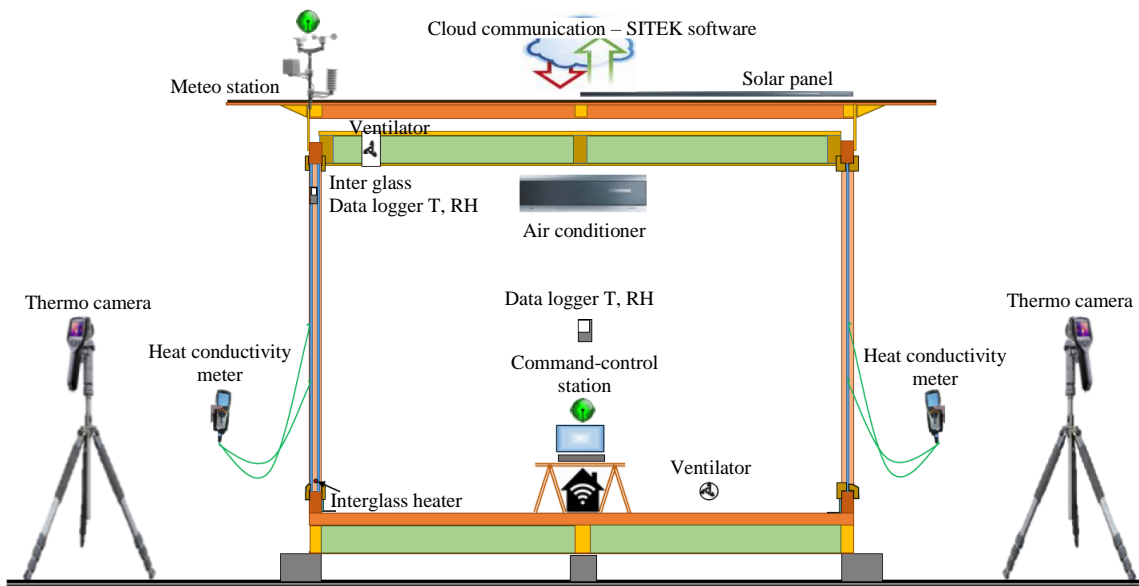 Cloud communication – SITEK software
Meteo station
Solar panel
Ventilator
Inter glass
Data logger T, RH
Air conditioner
Thermo camera
Data logger T, RH
Thermo camera
Heat conductivity
meter
Command-control
station
Heat conductivity
meter
Ventilator
Interglass heater